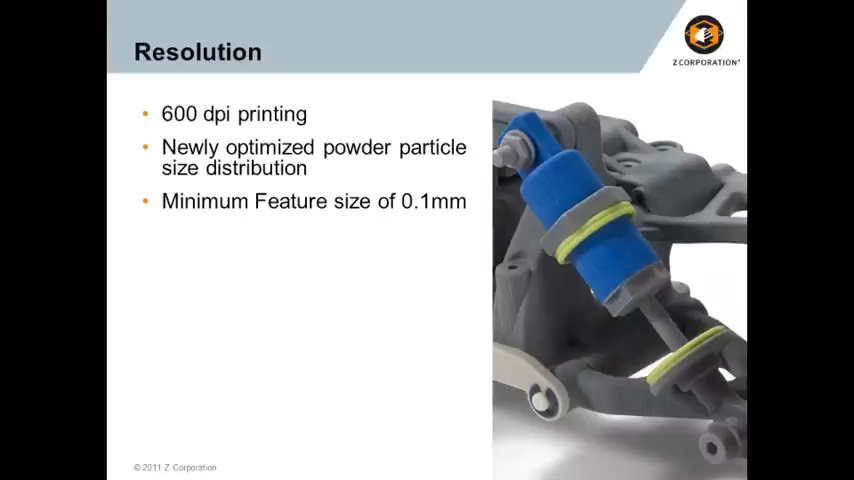 Resolution
Z CORPORATION
• 600 dpi printing
• Newly optimized powder particle
size distribution
• Minimum Feature size of 0.1mm
© 2011 Z Corporation